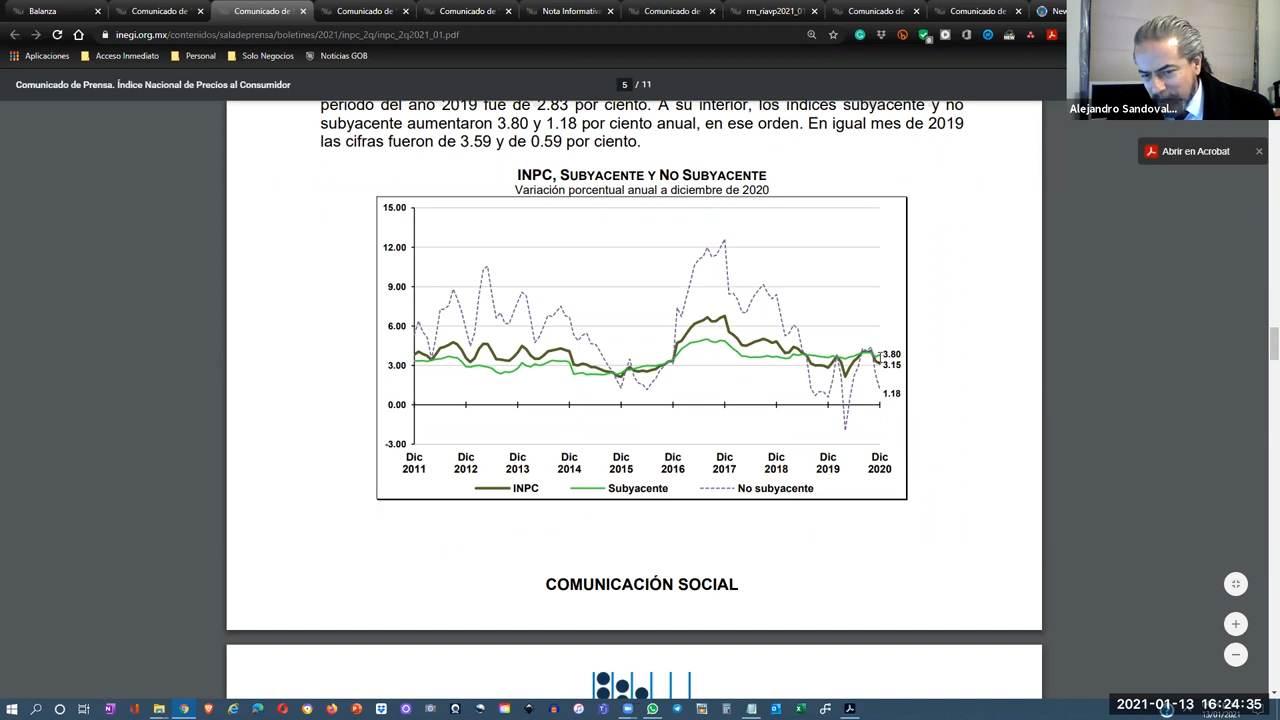 Balanza
Comunicado de
Comunicado de
Comunicado de
Comunicado de
Nota Informativa
Comunicado de
rm_riavp2021_01
Comunicado de
Comunicado de
New
inegi.org.mx/contenidos/saladeprensa/boletines/2021/inpc_2q/inpc_2q2021_01.pdf
Aplicaciones
Acceso Inmediato
Personal
Solo Negocios
Noticias GOB
Alejandro Sandoval...
Comunicado de Prensa. Índice Nacional de Precios al Consumidor
5 / 11
Abrir en Acrobat
periodo del año 2019 fue de 2.83 por ciento. A su interior, los índices subyacente y no
subyacente aumentaron 3.80 y 1.18 por ciento anual, en ese orden. En igual mes de 2019
las cifras fueron de 3.59 y de 0.59 por ciento.
INPC, SUBYACENTE Y NO SUBYACENTE
Variación porcentual anual a diciembre de 2020
15.00
12.00
9.00
6.00
3.00
0.00
-3.00
3.80
3.15
1.18
Dic Dic Dic Dic Dic Dic Dic Dic Dic Dic
2011 2012 2013 2014 2015 2016 2017 2018 2019 2020
INPC Subyacente No subyacente
COMUNICACIÓN SOCIAL
2021-01-13 16:24:35
13/01/2021